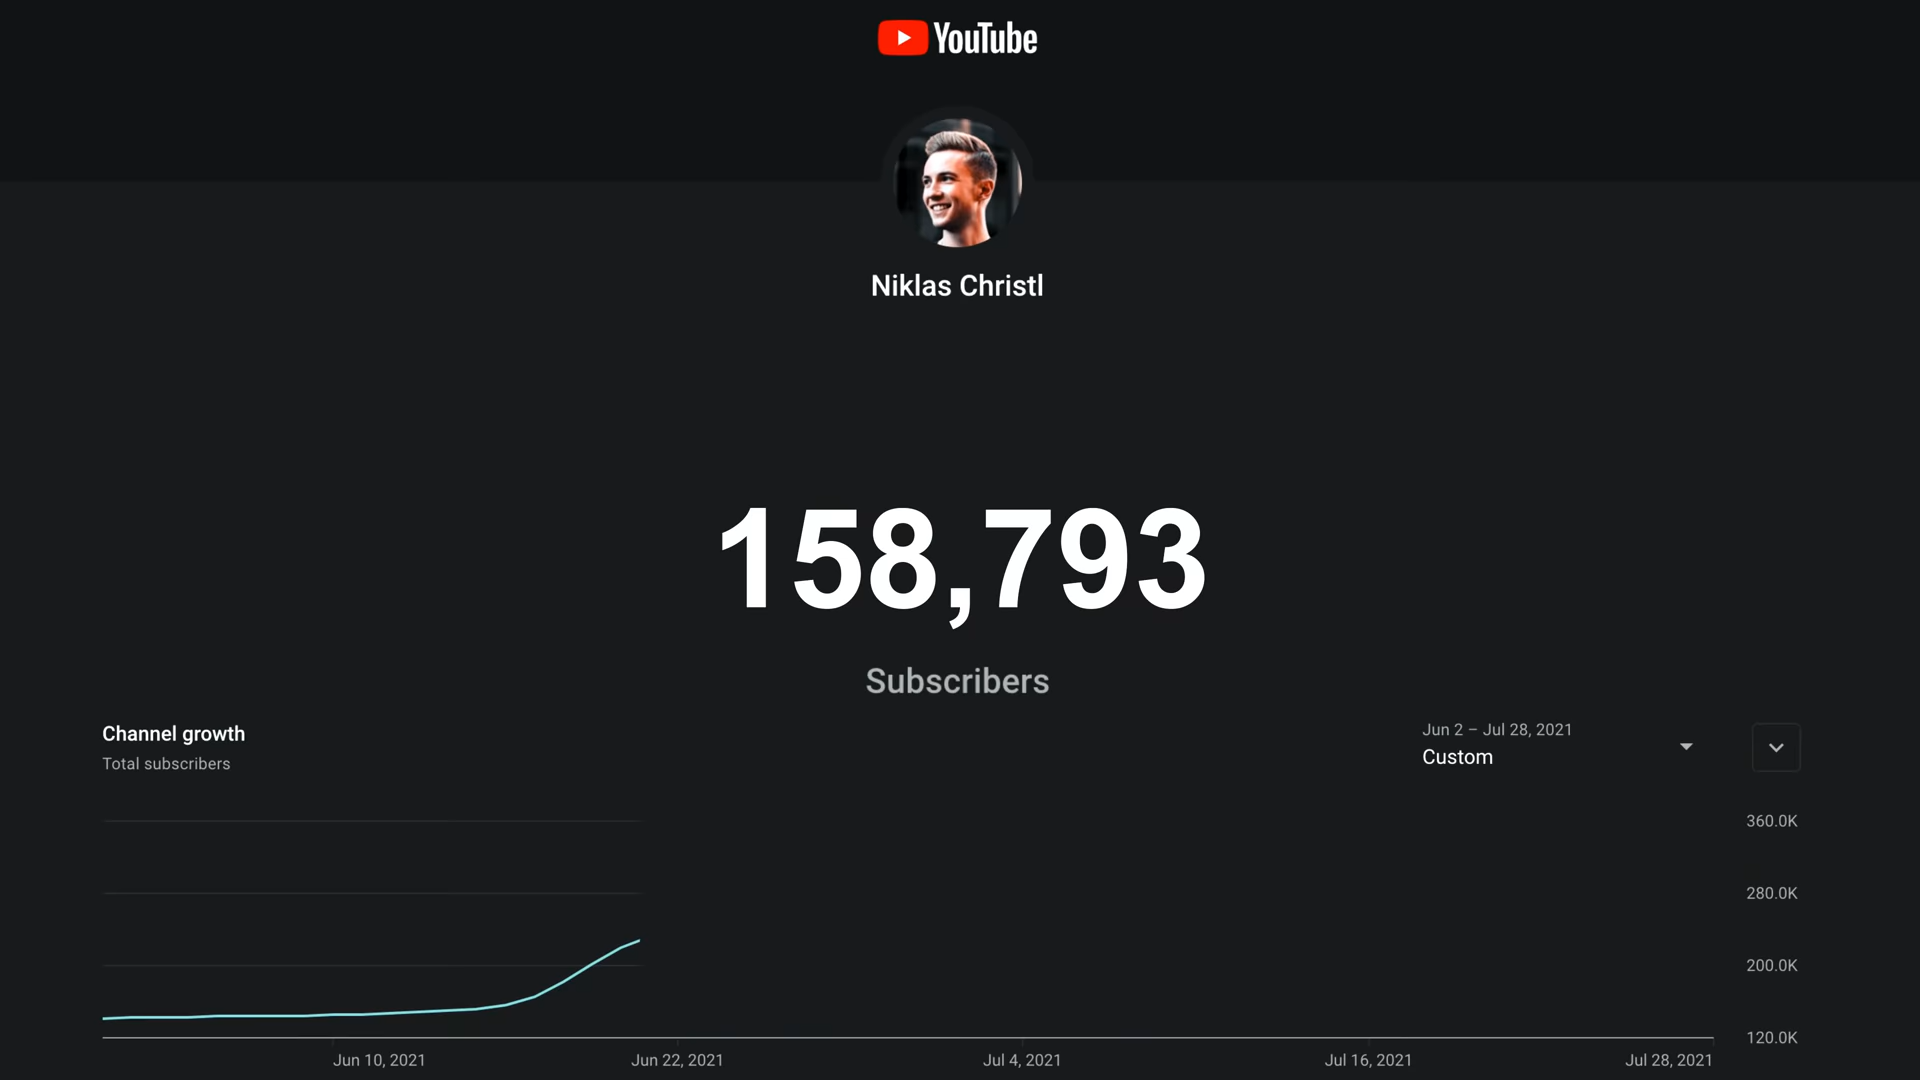 YouTube
Niklas Christl
158,793
Subscribers
Channel growth
Total subscribers
Jun 2 – Jul 28, 2021
Custom
360.0K
280.0K
200.0K
120.0K
Jun 10, 2021
Jun 22, 2021
Jul 4, 2021
Jul 16, 2021
Jul 28, 2021